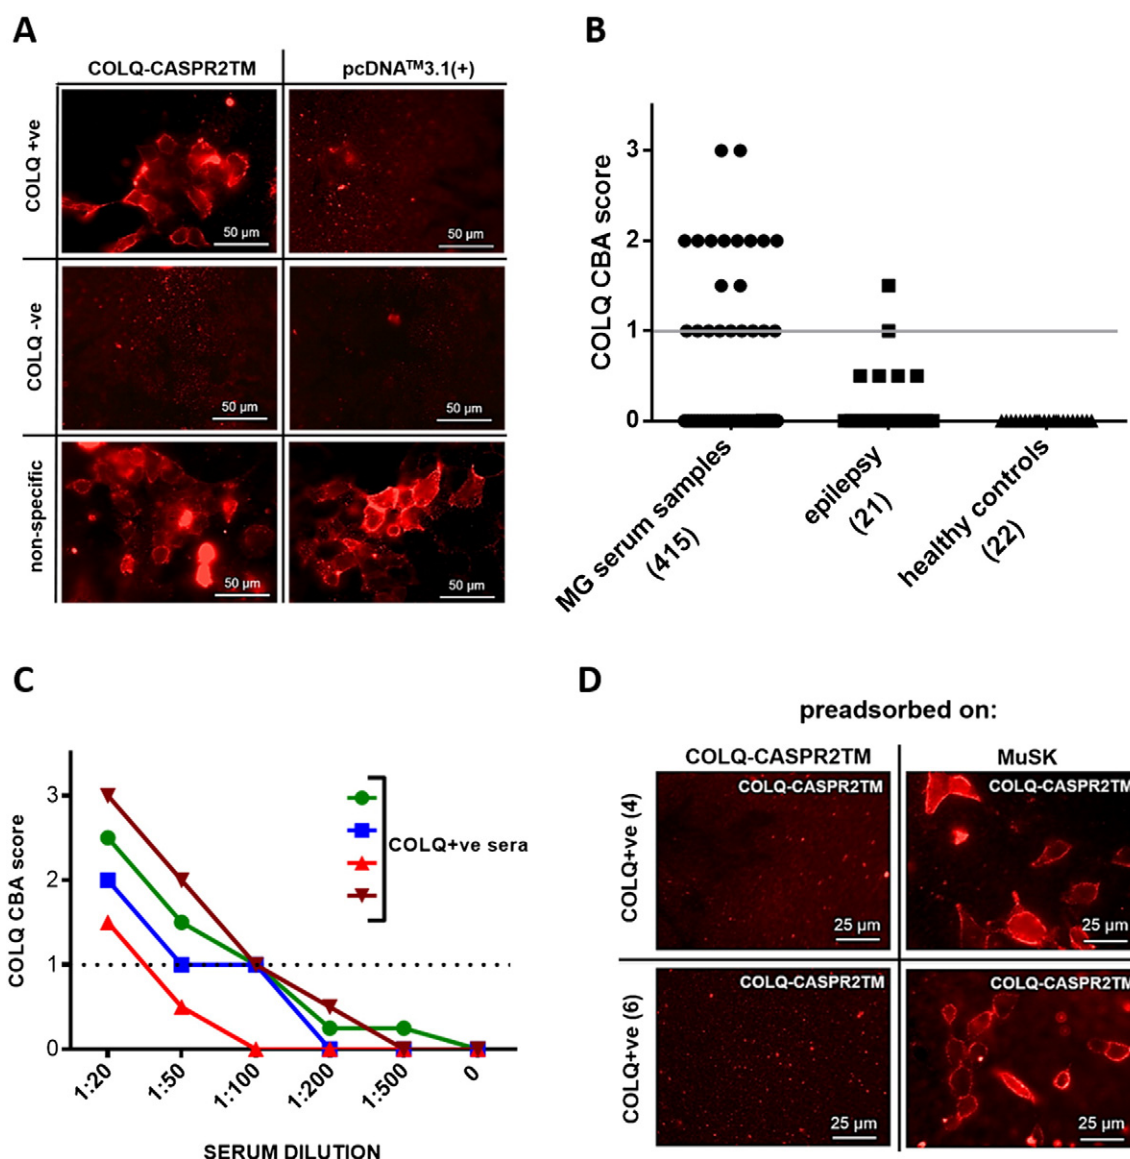 A
COLQ-CASPR2TM
pcDNA™3.1(+)
COLQ +ve
50 µm
50 µm
COLQ -ve
50 µm
50 µm
non-specific
50 µm
50 µm
B
COLQ CBA score
3
2
1
0
MG serum samples
(415)
epilepsy
(21)
healthy controls
(22)
C
COLQ CBA score
3
2
1
0
COLQ+ve sera
1:20
1:50
1:100
1:200
1:500
0
SERUM DILUTION
D
preadsorbed on:
COLQ-CASPR2TM
MuSK
COLQ+ve (4)
COLQ-CASPR2TM
25 µm
COLQ-CASPR2TM
25 µm
COLQ+ve (6)
COLQ-CASPR2TM
25 µm
COLQ-CASPR2TM
25 µm